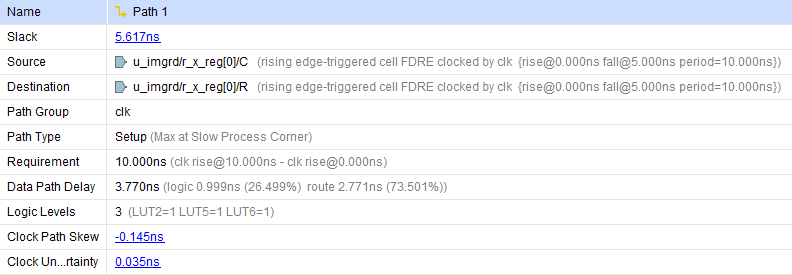 Name Path 1
Slack 5.617ns
Source u_imgrd/r_x_reg[0]/C (rising edge-triggered cell FDRE clocked by clk {rise@0.000ns fall@5.000ns period=10.000ns})
Destination u_imgrd/r_x_reg[0]/R (rising edge-triggered cell FDRE clocked by clk {rise@0.000ns fall@5.000ns period=10.000ns})
Path Group clk
Path Type Setup (Max at Slow Process Corner)
Requirement 10.000ns (clk rise@10.000ns - clk rise@0.000ns)
Data Path Delay 3.770ns (logic 0.999ns (26.499%) route 2.771ns (73.501%))
Logic Levels 3 (LUT2=1 LUT5=1 LUT6=1)
Clock Path Skew -0.145ns
Clock Un...rtainty 0.035ns